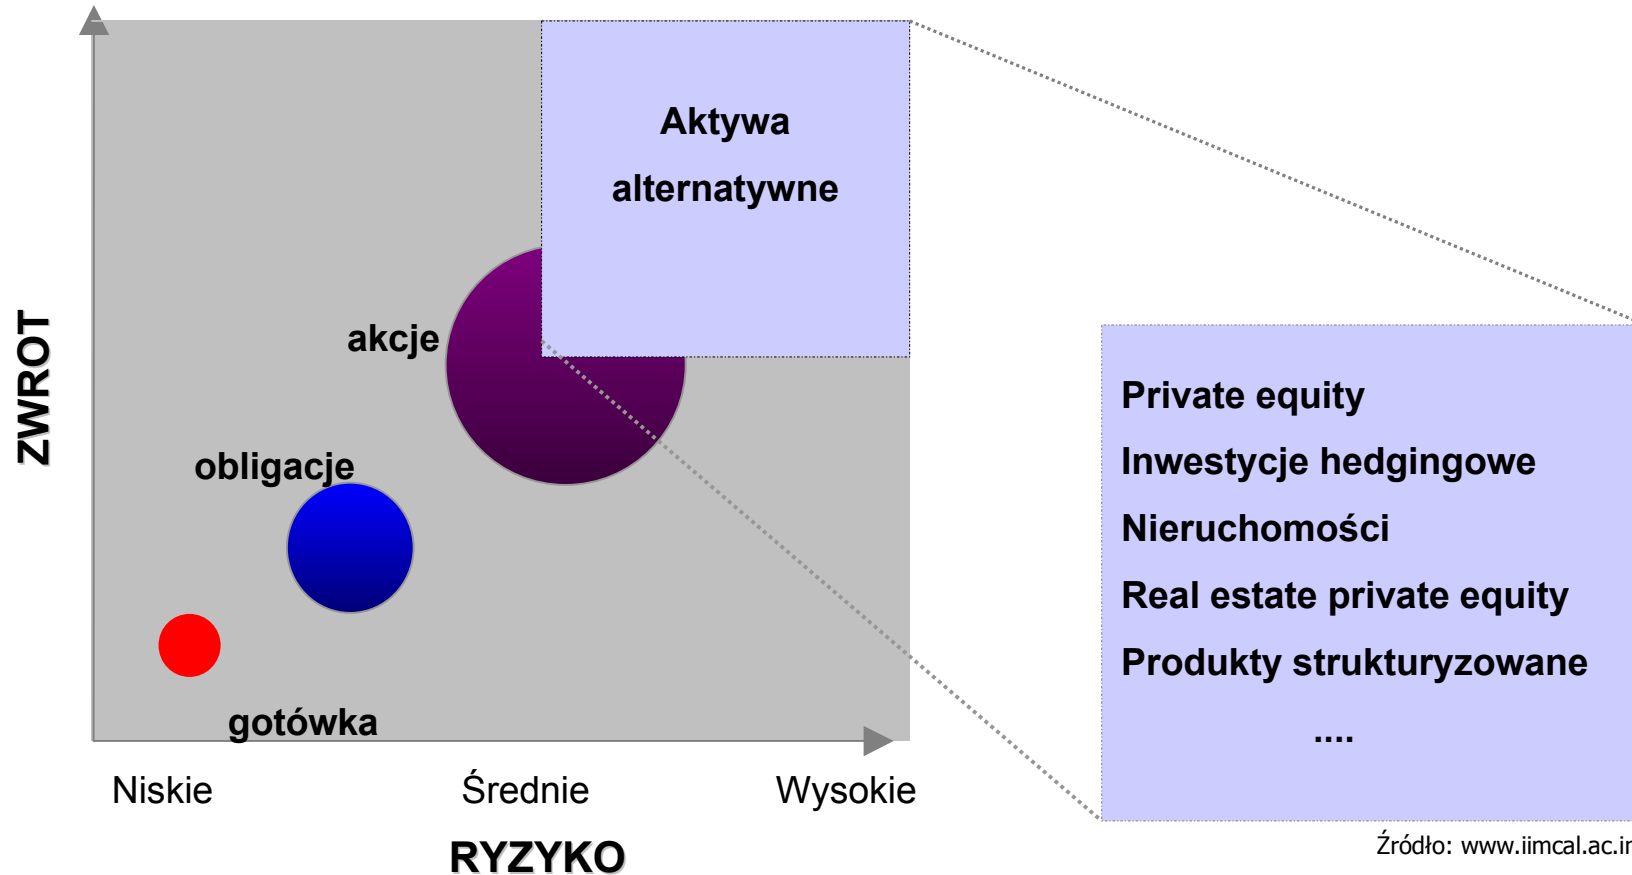 Aktywa
alternatywne
akcje
ZWROT
obligacje
gotówka
Niskie
Średnie
Wysokie
RYZYKO
Private equity
Inwestycje hedgingowe
Nieruchomości
Real estate private equity
Produkty strukturyzowane
....
Źródło: www.iimcal.ac.in